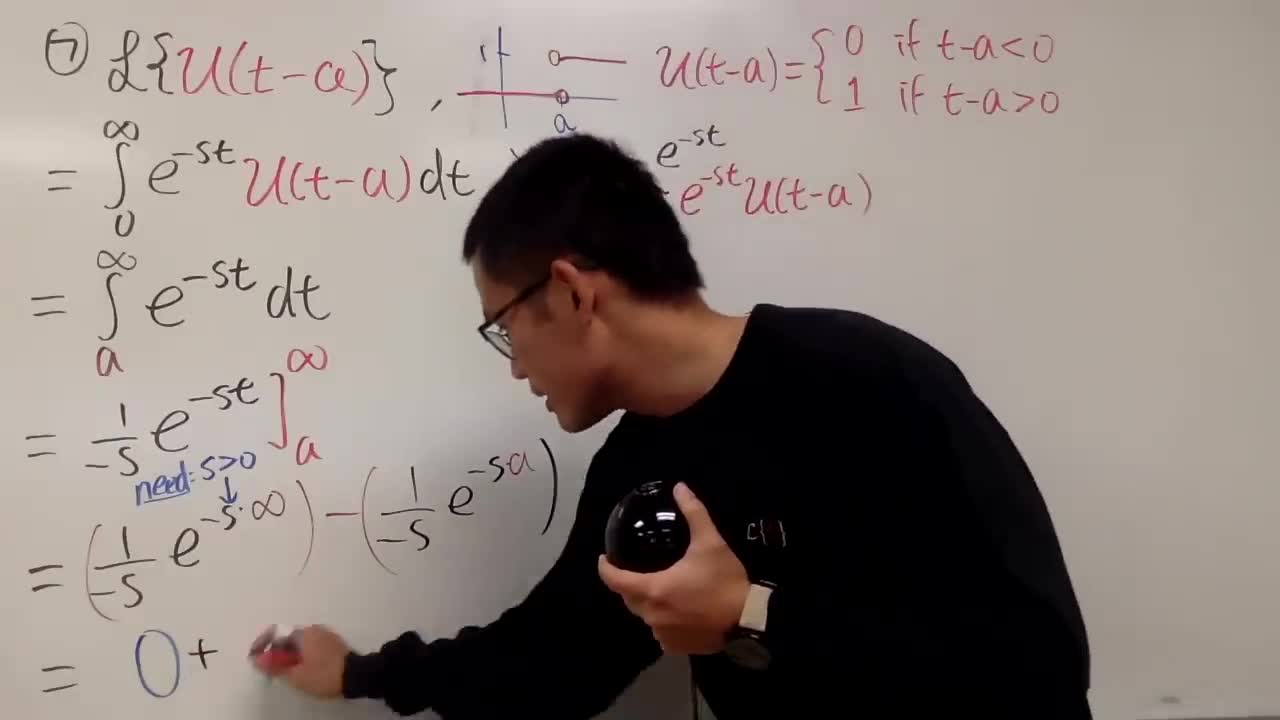 ⑦ ℒ{U(t-a)} , 1 a U(t-a) = { 0 if t-a<0
1 if t-a>0
= ∫₀^∞ e^{-st} U(t-a) dt e^{-st}
e^{-st} U(t-a)
= ∫ₐ^∞ e^{-st} dt
= 1/-s e^{-st} ]ₐ^∞
need: s>0
= (1/-s e^{-s·∞}) - (1/-s e^{-sa})
= 0 +